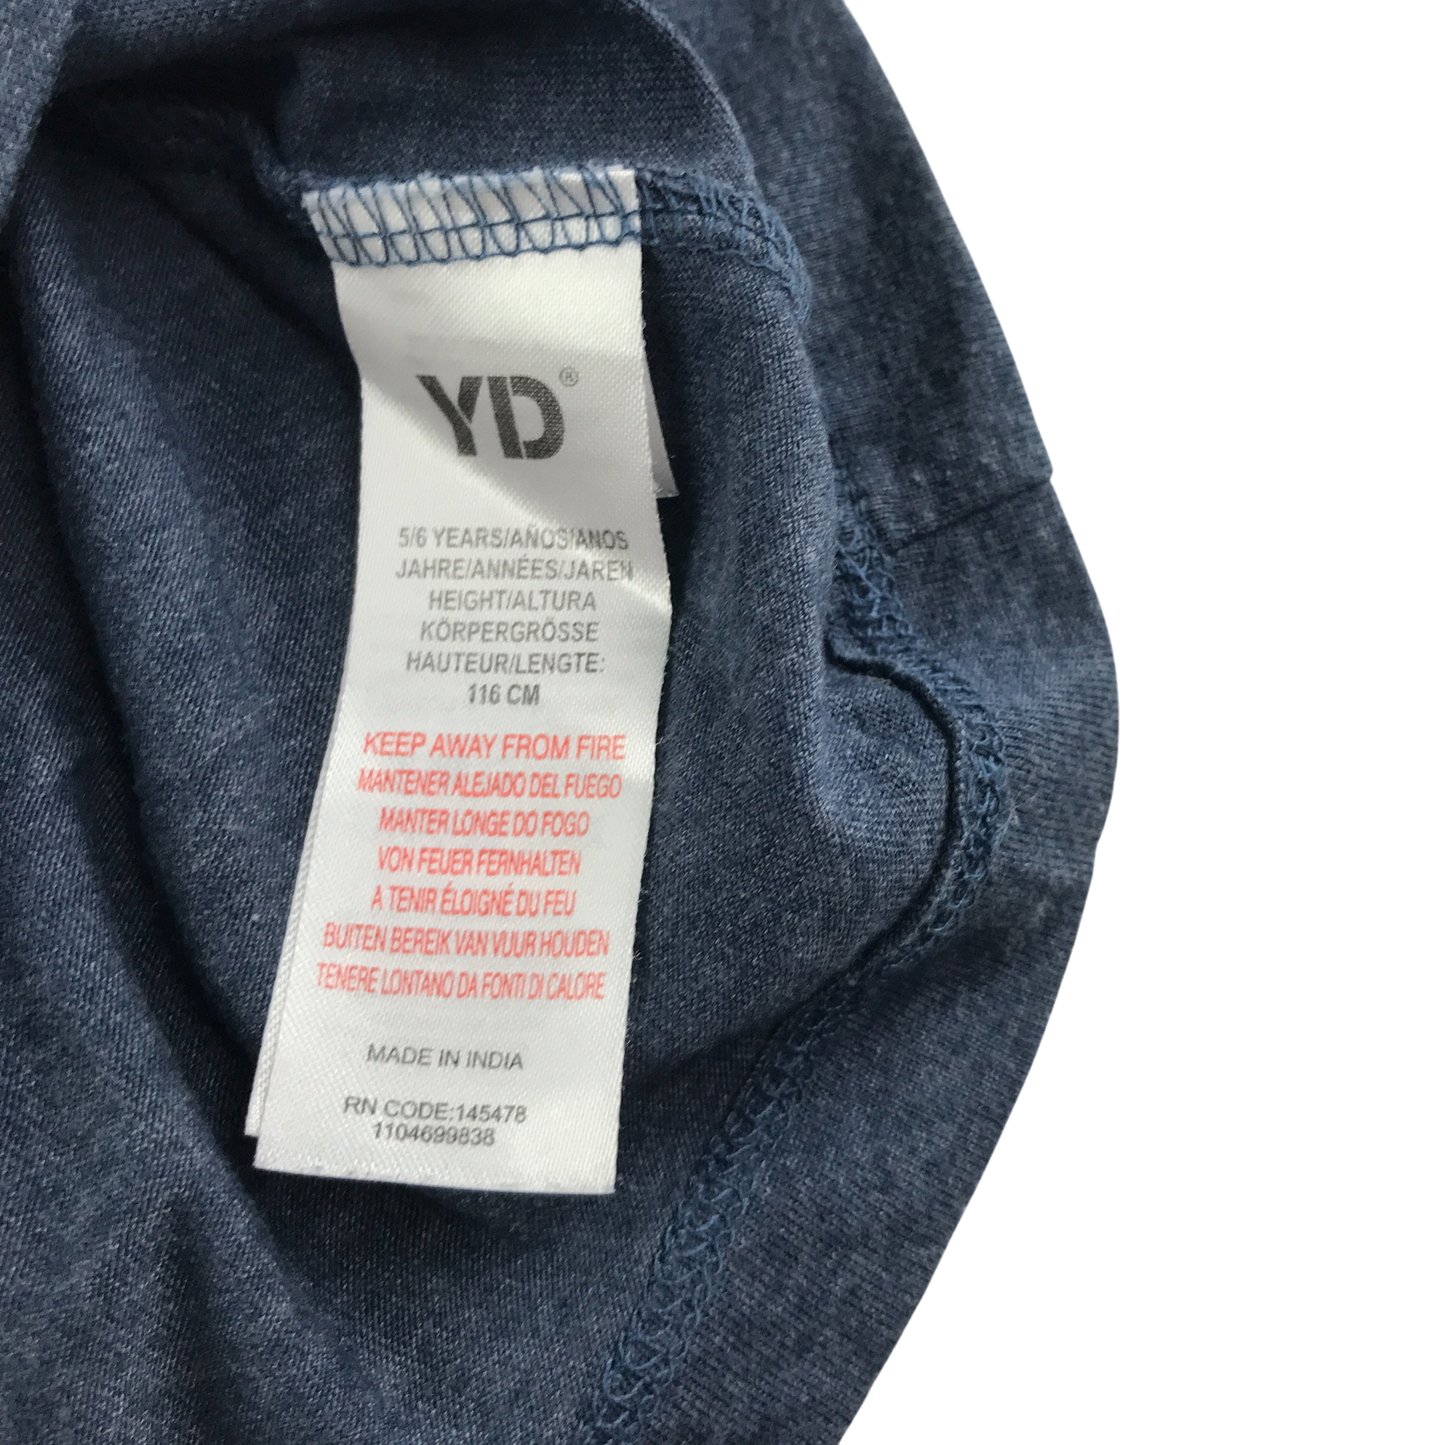 YD®
5/6 YEARS/AÑOS/ANOS
JAHRE/ANNÉES/JAREN
HEIGHT/ALTURA
KÖRPERGRÖSSE
HAUTEUR/LENGTE:
116 CM
KEEP AWAY FROM FIRE
MANTENER ALEJADO DEL FUEGO
MANTER LONGE DO FOGO
VON FEUER FERNHALTEN
A TENIR ÉLOIGNÉ DU FEU
BUITEN BEREIK VAN VUUR HOUDEN
TENERE LONTANO DA FONTI DI CALORE
MADE IN INDIA
RN CODE:145478
1104699838